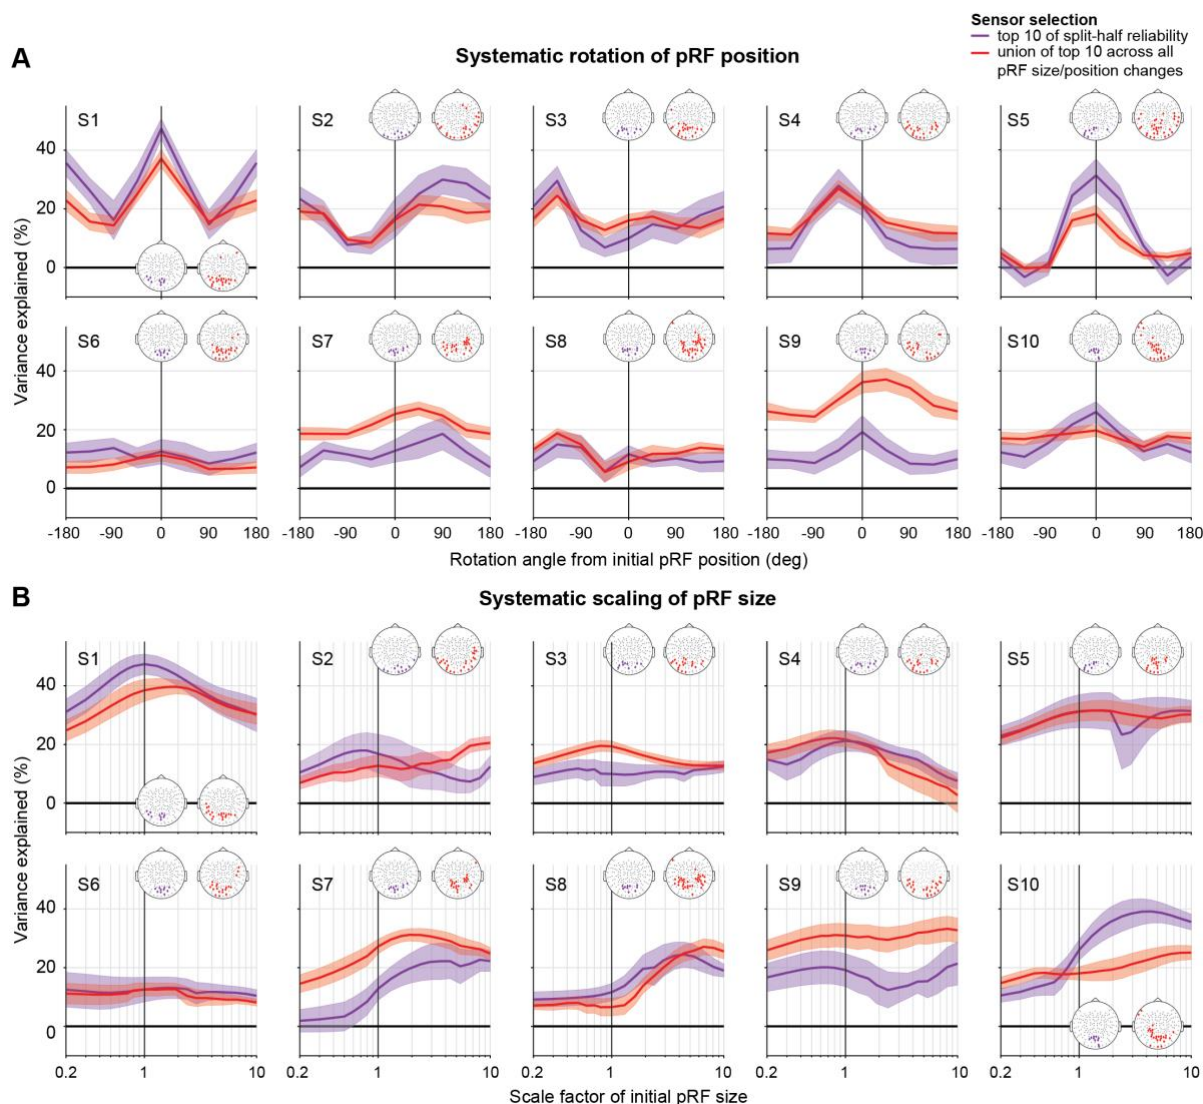 Sensor selection
top 10 of split-half reliability
union of top 10 across all
pRF size/position changes
A
Systematic rotation of pRF position
S1
S2
S3
S4
S5
40
20
0
S6
S7
S8
S9
S10
40
20
0
Variance explained (%)
-180 -90 0 90 180
-180 -90 0 90 180
-180 -90 0 90 180
-180 -90 0 90 180
-180 -90 0 90 180
Rotation angle from initial pRF position (deg)
B
Systematic scaling of pRF size
S1
S2
S3
S4
S5
40
20
0
S6
S7
S8
S9
S10
40
20
0
Variance explained (%)
0.2 1 10
0.2 1 10
0.2 1 10
0.2 1 10
0.2 1 10
Scale factor of initial pRF size